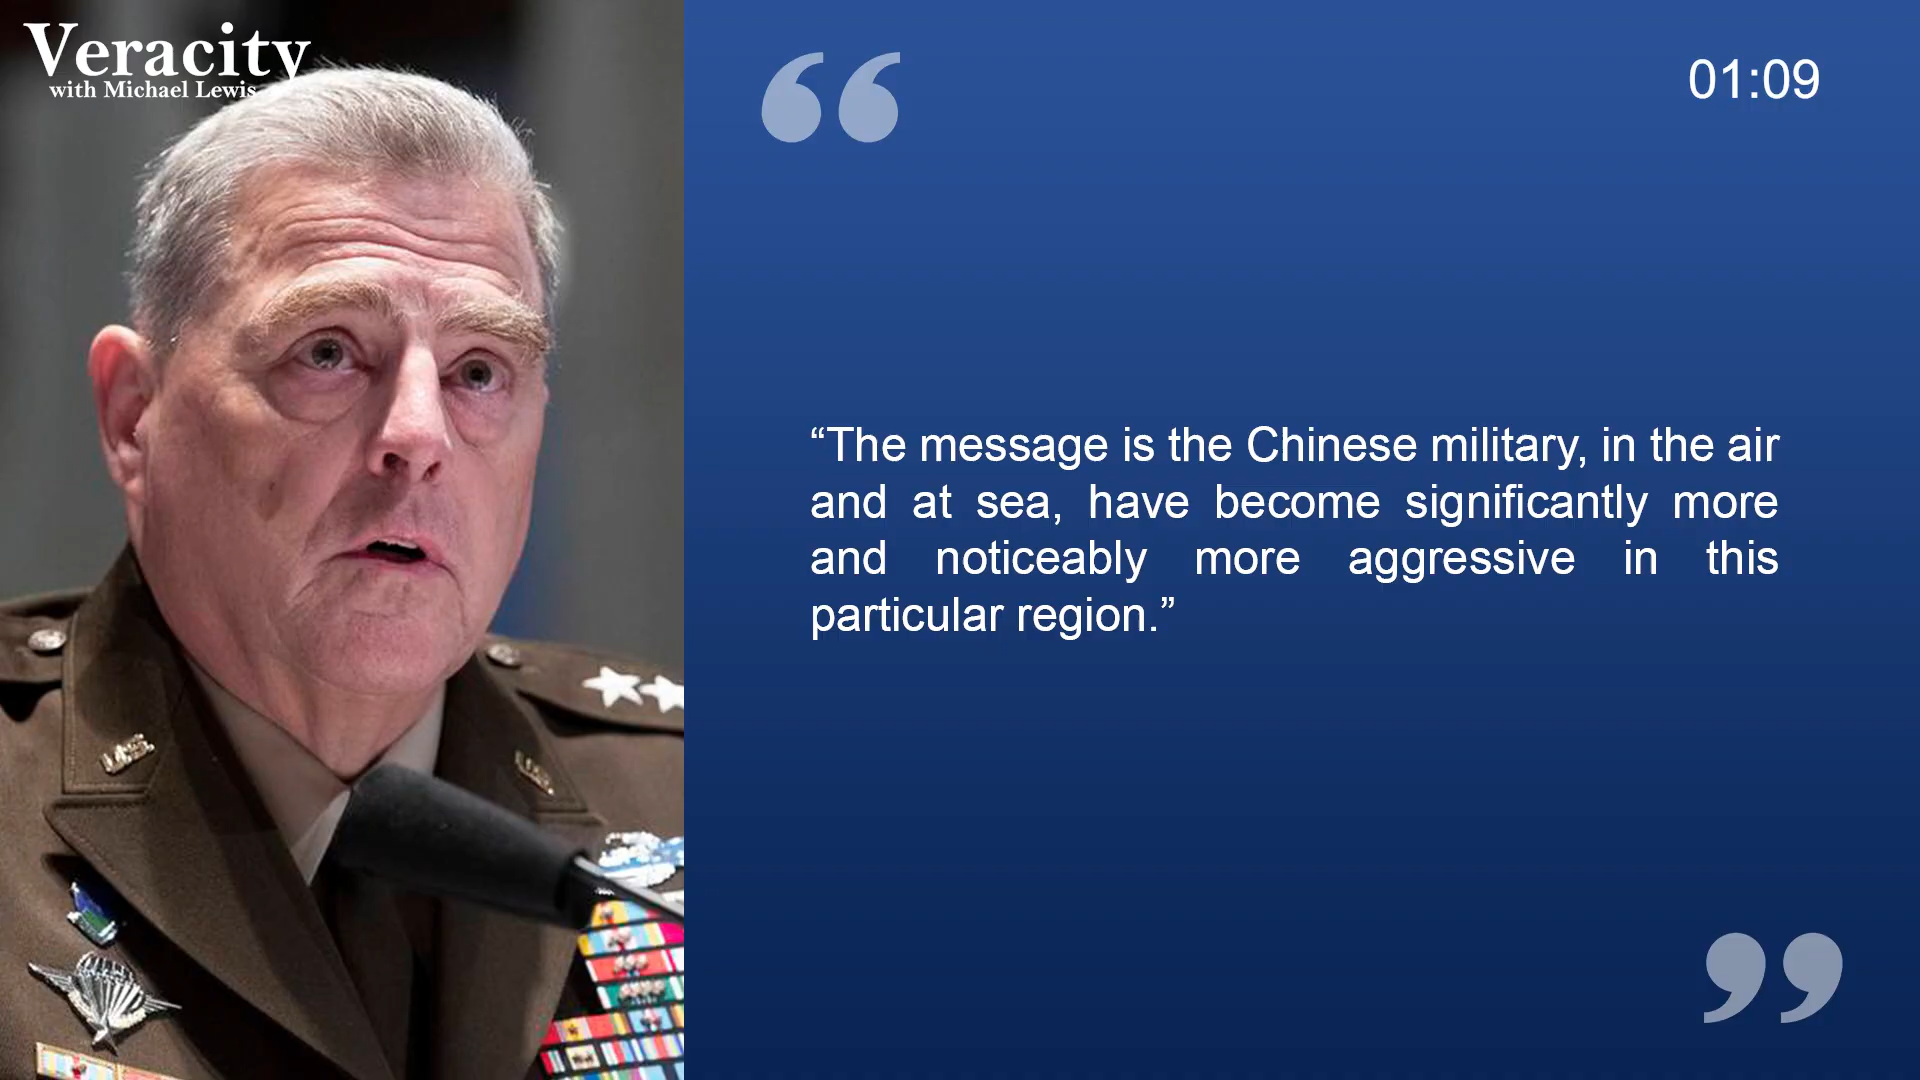 Veracity
with Michael Lewis
01:09
“The message is the Chinese military, in the air
and at sea, have become significantly more
and noticeably more aggressive in this
particular region.”
U.S.
U.S.